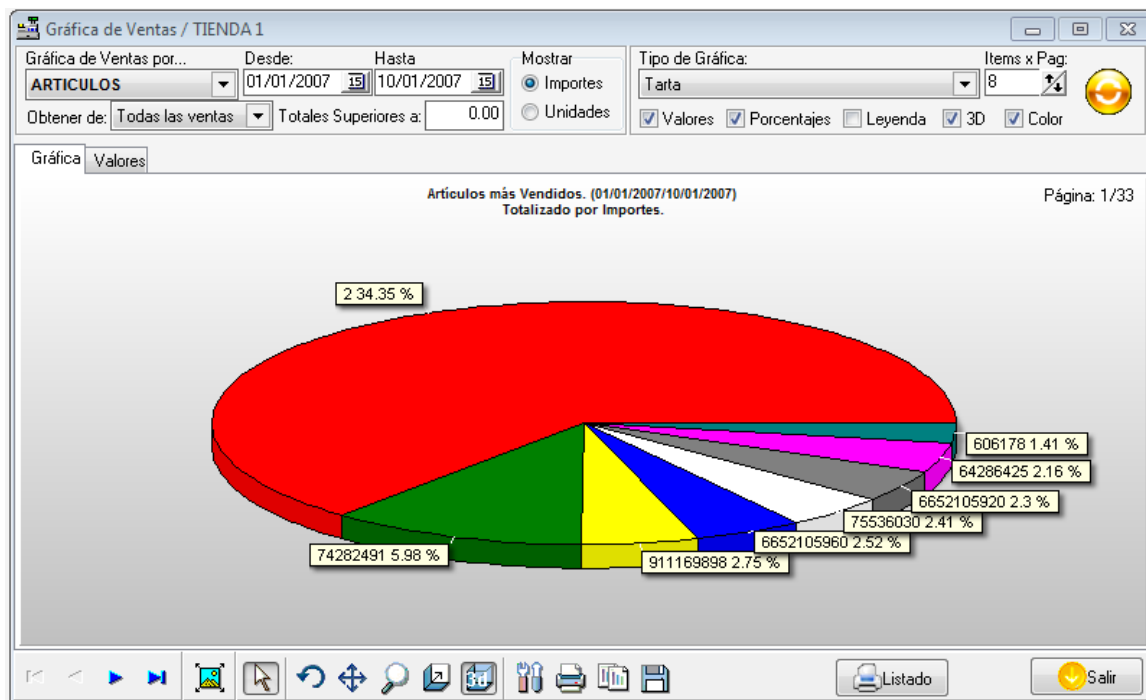 Gráfica de Ventas / TIENDA 1
Gráfica de Ventas por... Desde: Hasta Mostrar Tipo de Gráfica: Items x Pag:
ARTICULOS 01/01/2007 15 10/01/2007 15 Importes Tarta 8
Obtener de: Todas las ventas Totales Superiores a: 0.00 Unidades Valores Porcentajes Leyenda 3D Color
Gráfica Valores
Artículos más Vendidos. (01/01/2007/10/01/2007) Página: 1/33
Totalizado por Importes.
2 34.35 %
606178 1.41 %
64286425 2.16 %
6652105920 2.3 %
75536030 2.41 %
6652105960 2.52 %
74282491 5.98 %
911169898 2.75 %
3d Listado Salir